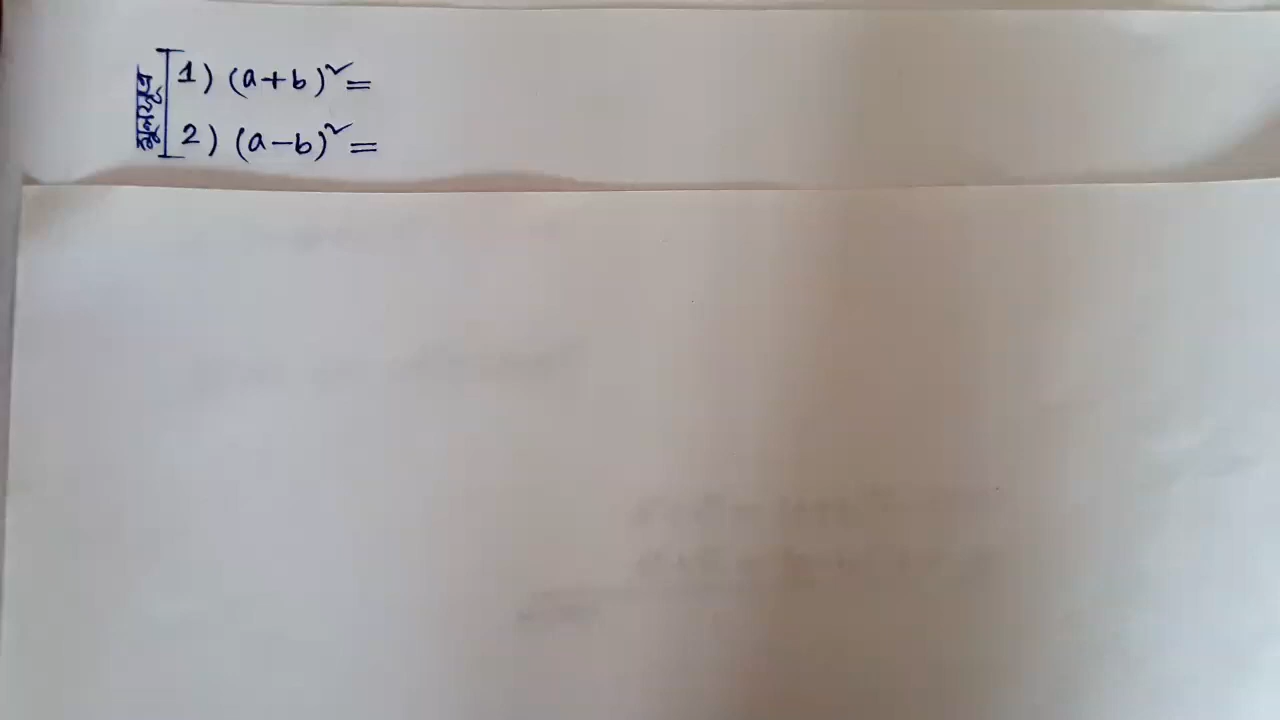 1) (a+b)² =
2) (a-b)² =